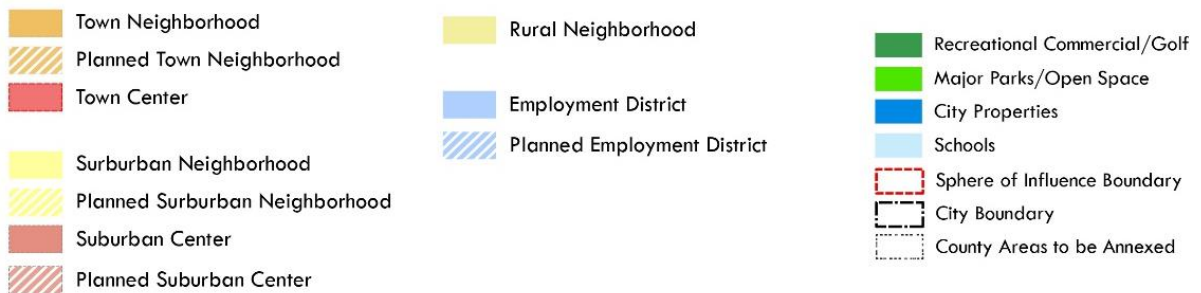 Town Neighborhood
Planned Town Neighborhood
Town Center
Surburban Neighborhood
Planned Surburban Neighborhood
Suburban Center
Planned Suburban Center
Rural Neighborhood
Employment District
Planned Employment District
Recreational Commercial/Golf
Major Parks/Open Space
City Properties
Schools
Sphere of Influence Boundary
City Boundary
County Areas to be Annexed